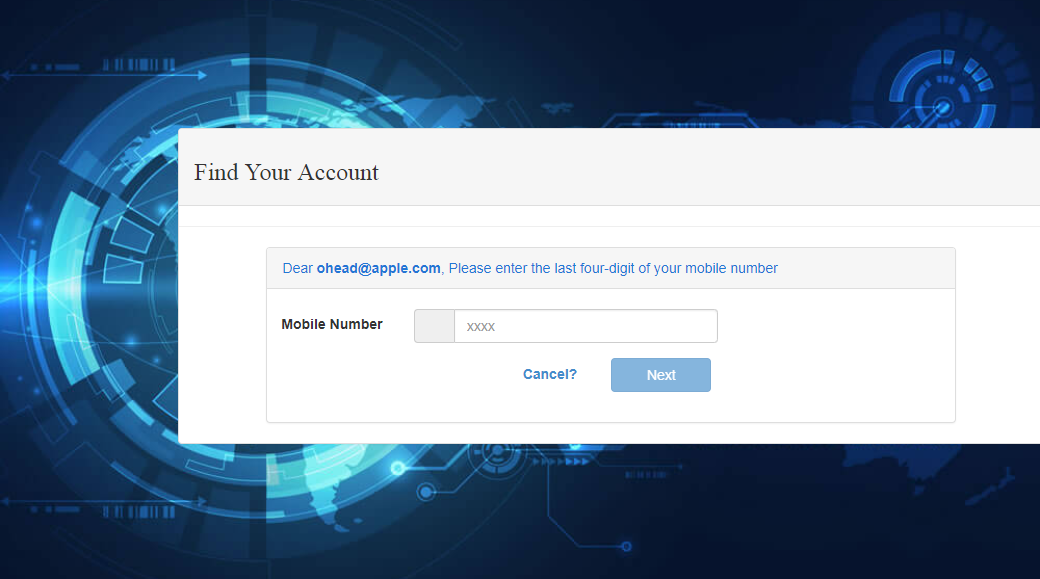 Find Your Account
Dear ohead@apple.com, Please enter the last four-digit of your mobile number
Mobile Number
xxxx
Cancel?
Next